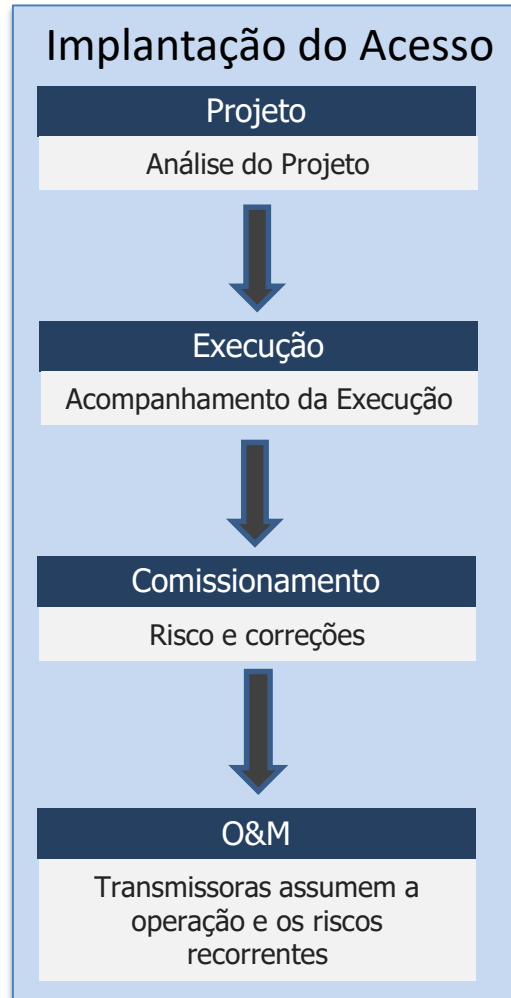 Implantação do Acesso
Projeto
Análise do Projeto
Execução
Acompanhamento da Execução
Comissionamento
Risco e correções
O&M
Transmissoras assumem a
operação e os riscos
recorrentes